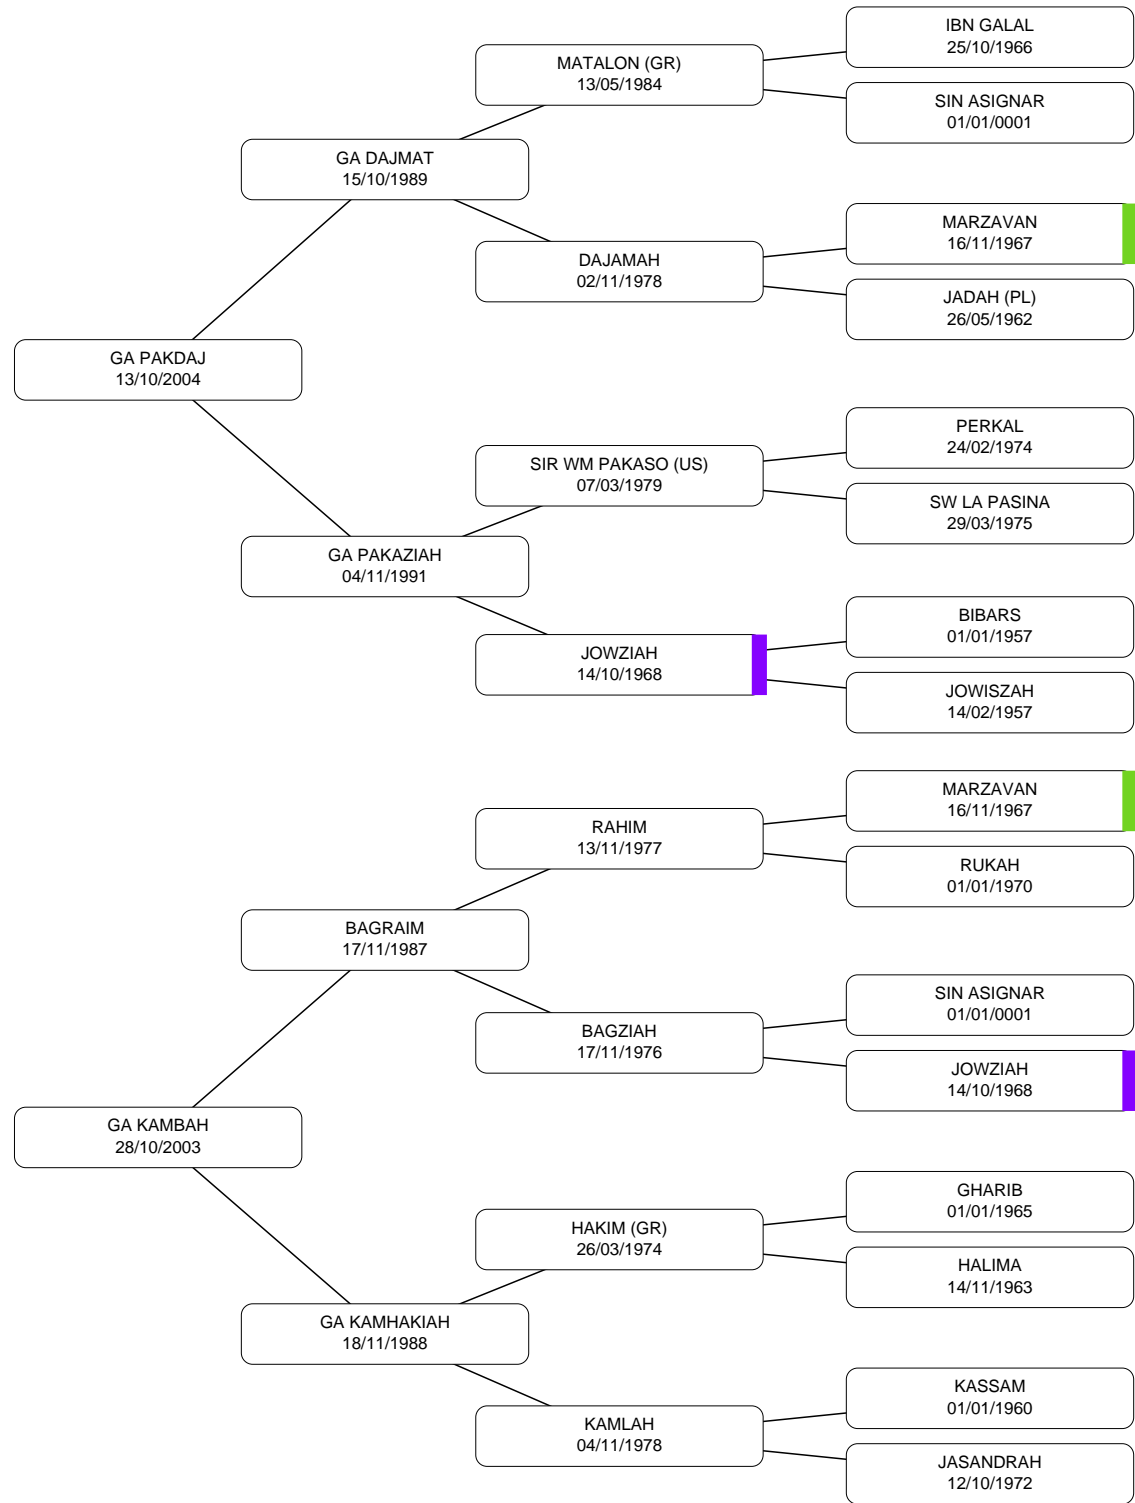 IBN GALAL
25/10/1966
MATALON (GR)
13/05/1984
SIN ASIGNAR
01/01/0001
GA DAJMAT
15/10/1989
MARZAVAN
16/11/1967
DAJAMAH
02/11/1978
JADAH (PL)
26/05/1962
GA PAKDAJ
13/10/2004
PERKAL
24/02/1974
SIR WM PAKASO (US)
07/03/1979
SW LA PASINA
29/03/1975
GA PAKAZIAH
04/11/1991
BIBARS
01/01/1957
JOWZIAH
14/10/1968
JOWISZAH
14/02/1957
MARZAVAN
16/11/1967
RAHIM
13/11/1977
RUKAH
01/01/1970
BAGRAIM
17/11/1987
SIN ASIGNAR
01/01/0001
BAGZIAH
17/11/1976
JOWZIAH
14/10/1968
GA KAMBAH
28/10/2003
GHARIB
01/01/1965
HAKIM (GR)
26/03/1974
HALIMA
14/11/1963
GA KAMHAKIAH
18/11/1988
KASSAM
01/01/1960
KAMLAH
04/11/1978
JASANDRAH
12/10/1972